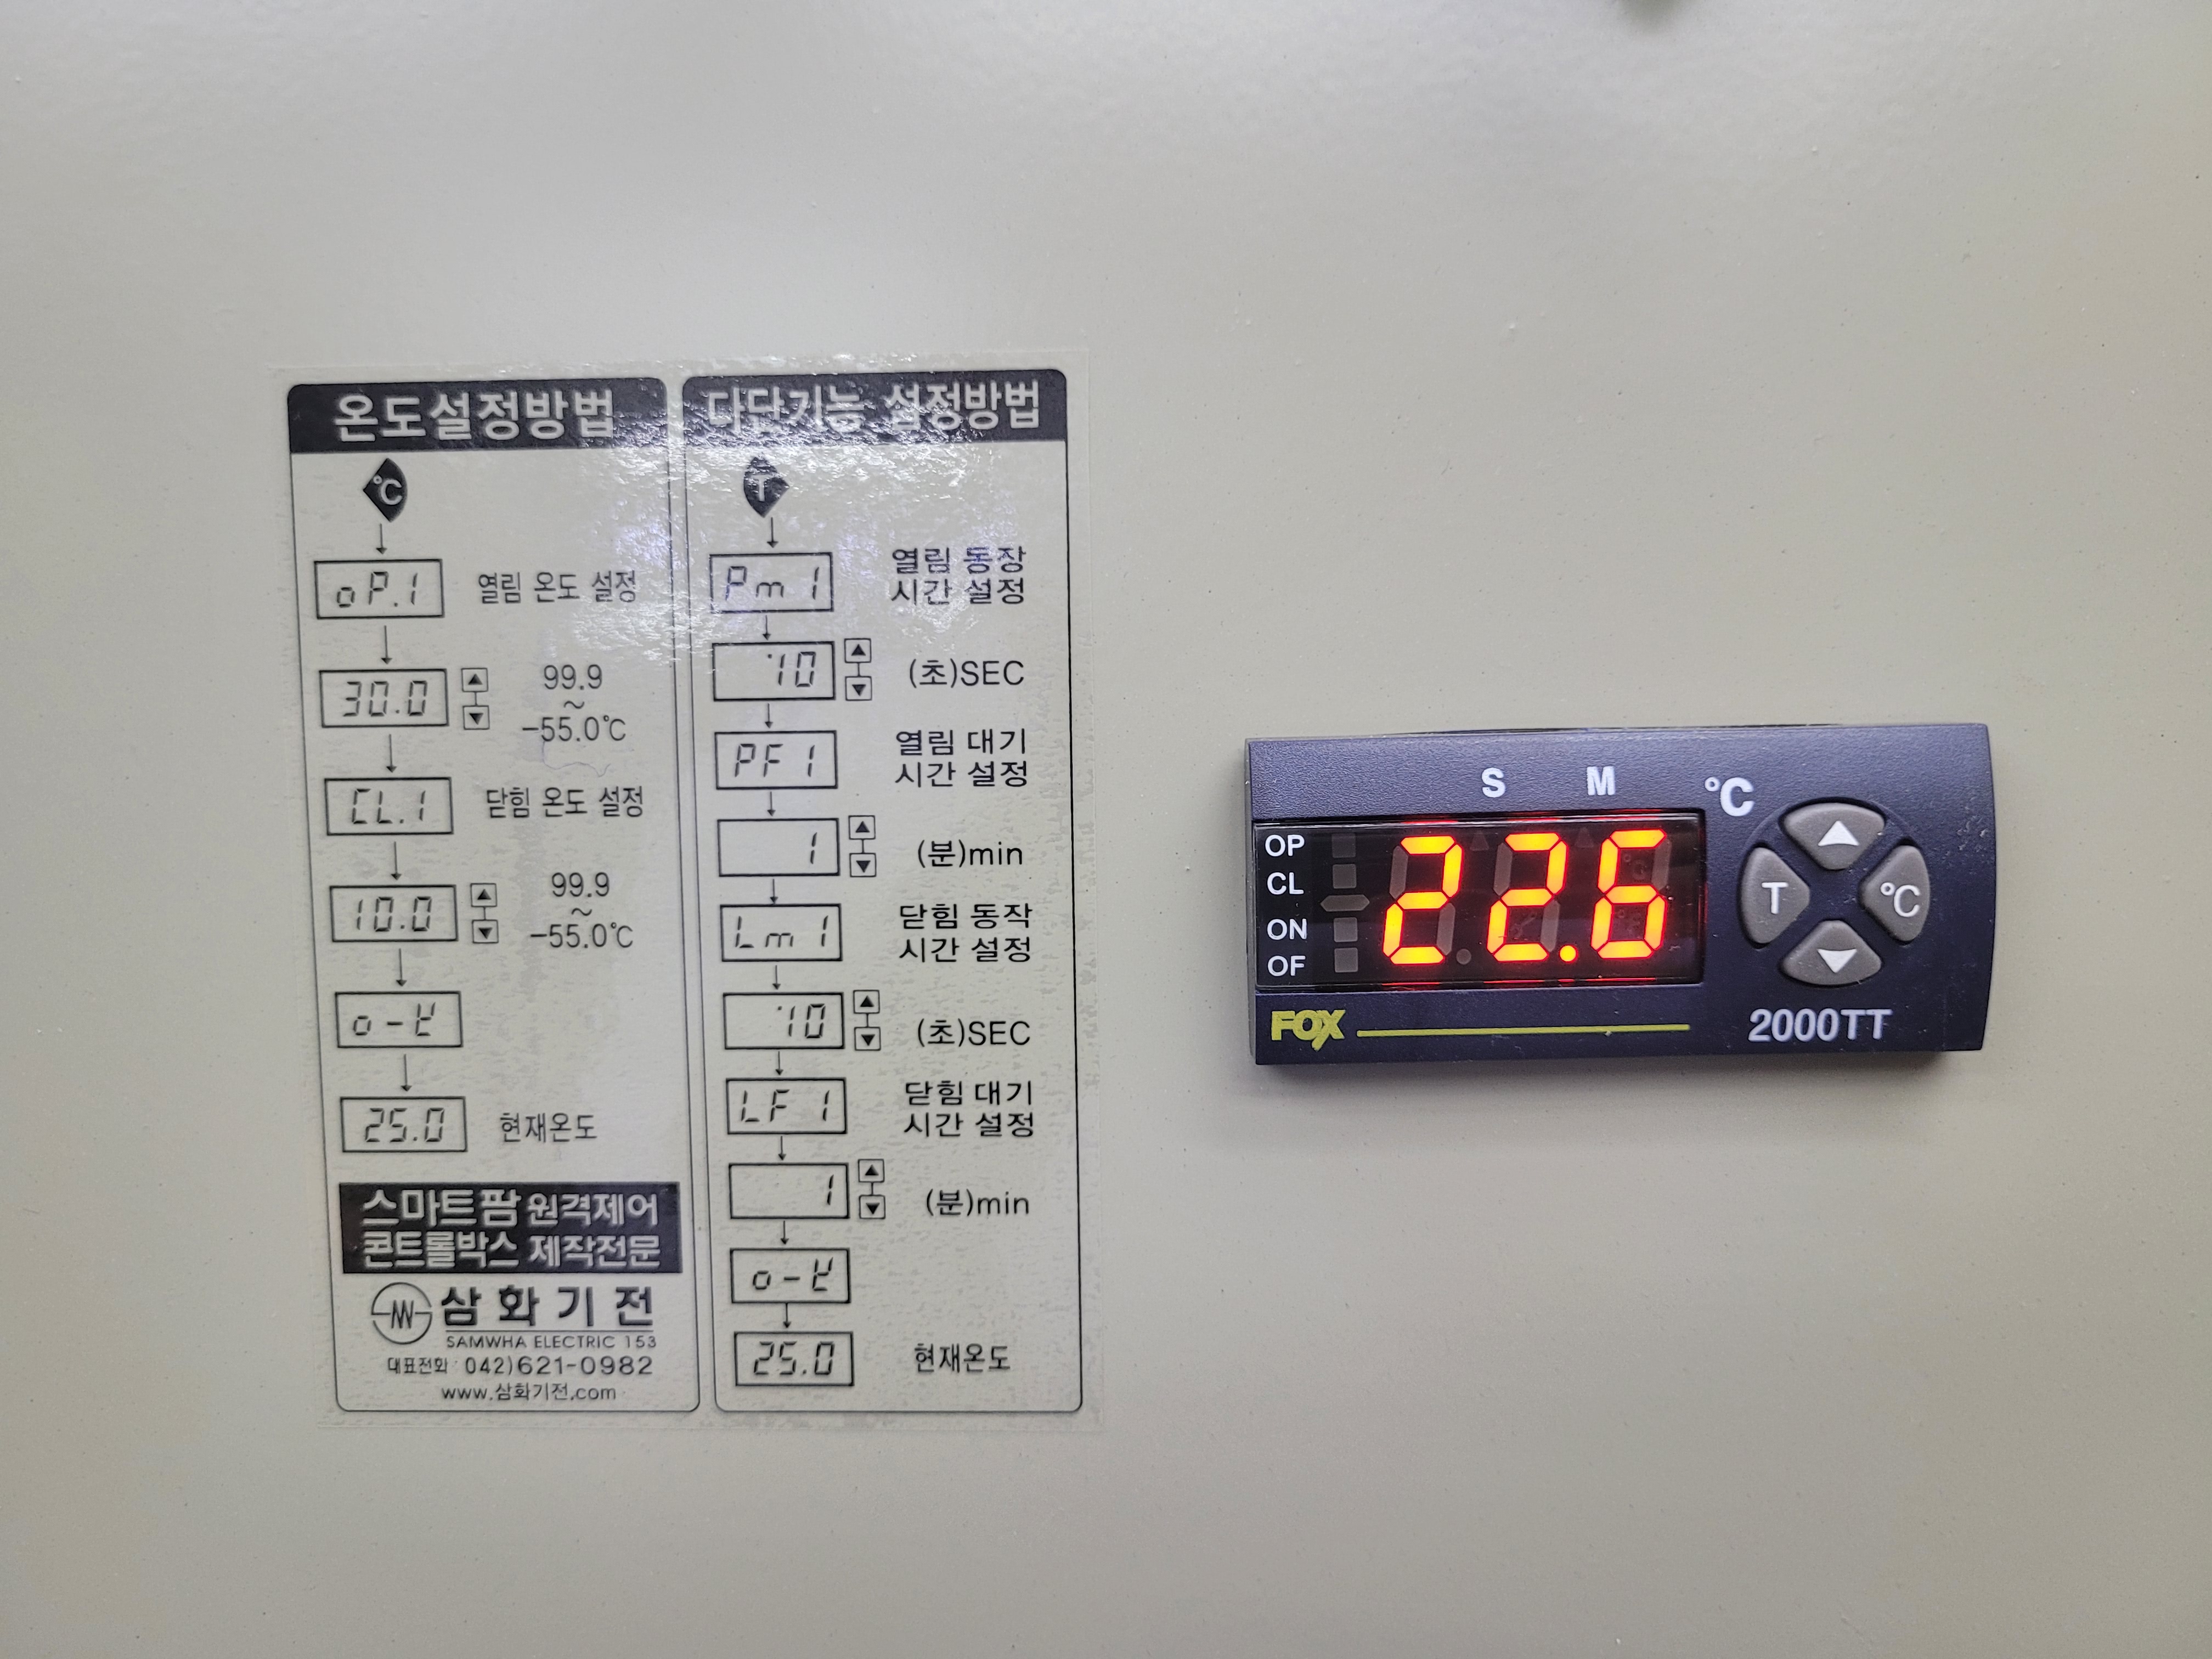 온도설정방법
℃
oP.1 열림 온도 설정
30.0 ▲▼ 99.9
~
-55.0℃
CL.1 닫힘 온도 설정
10.0 ▲▼ 99.9
~
-55.0℃
o-k
25.0 현재온도
스마트팜 원격제어
콘트롤박스 제작전문
삼화기전
SAMWHA ELECTRIC 153
대표전화 042)621-0982
www.삼화기전.com
다단기능 설정방법
T
Pm1 열림 동장
시간 설정
10 ▲▼ (초)SEC
PF1 열림 대기
시간 설정
1 ▲▼ (분)min
Lm1 닫힘 동작
시간 설정
10 ▲▼ (초)SEC
LF1 닫힘 대기
시간 설정
1 ▲▼ (분)min
o-k
25.0 현재온도
S M ℃
OP
CL
ON
OF
22.6
▲
T ℃
▼
FOX 2000TT